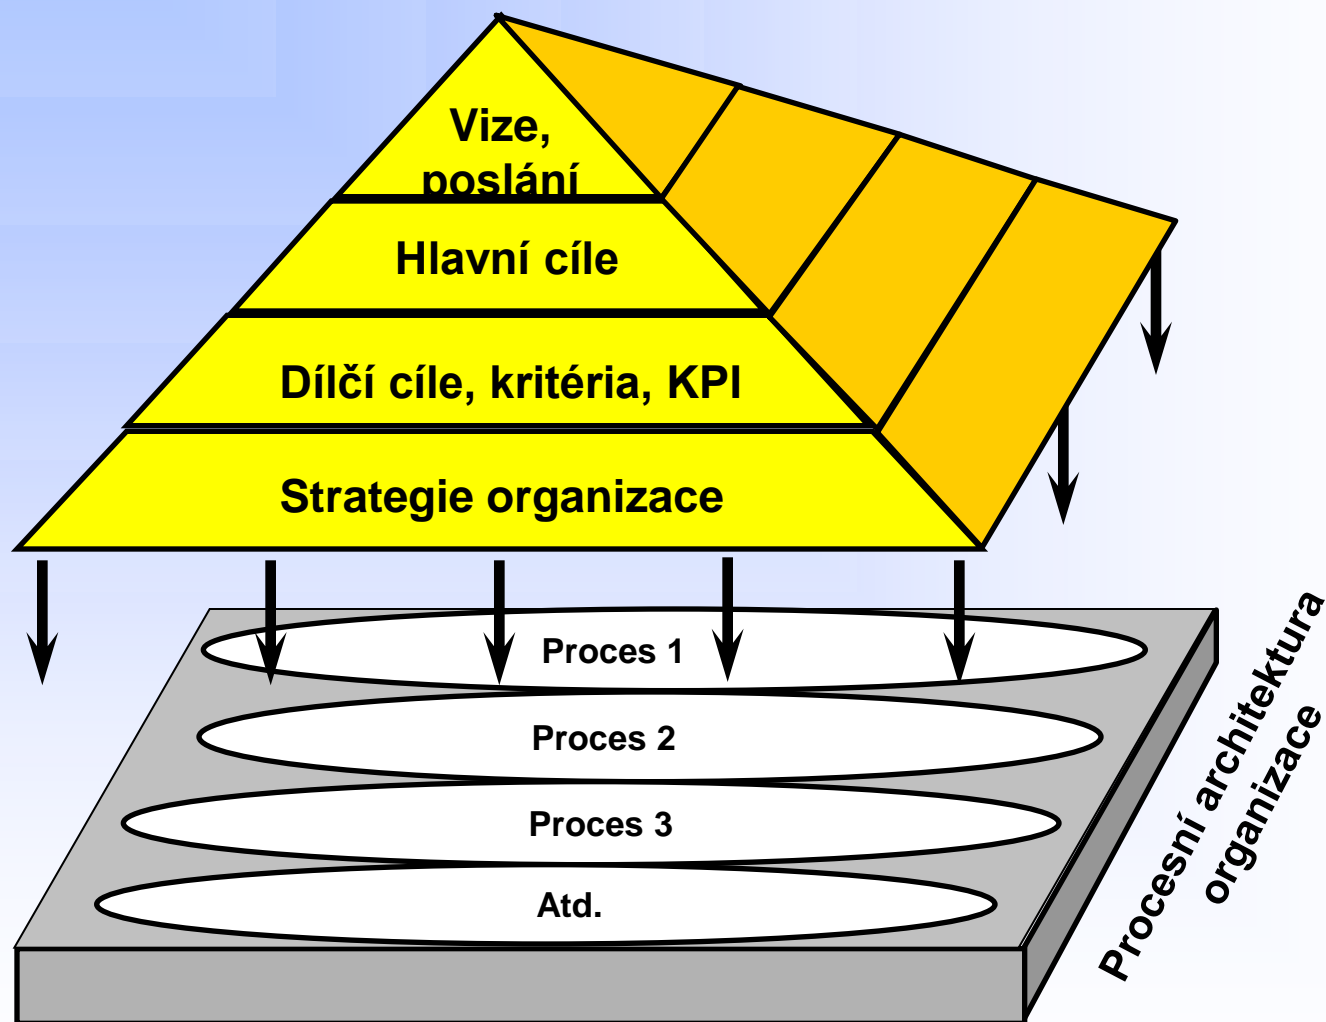 Vize,
poslání
Hlavní cíle
Dílčí cíle, kritéria, KPI
Strategie organizace
Proces 1
Proces 2
Proces 3
Atd.
Procesní architektura
organizace